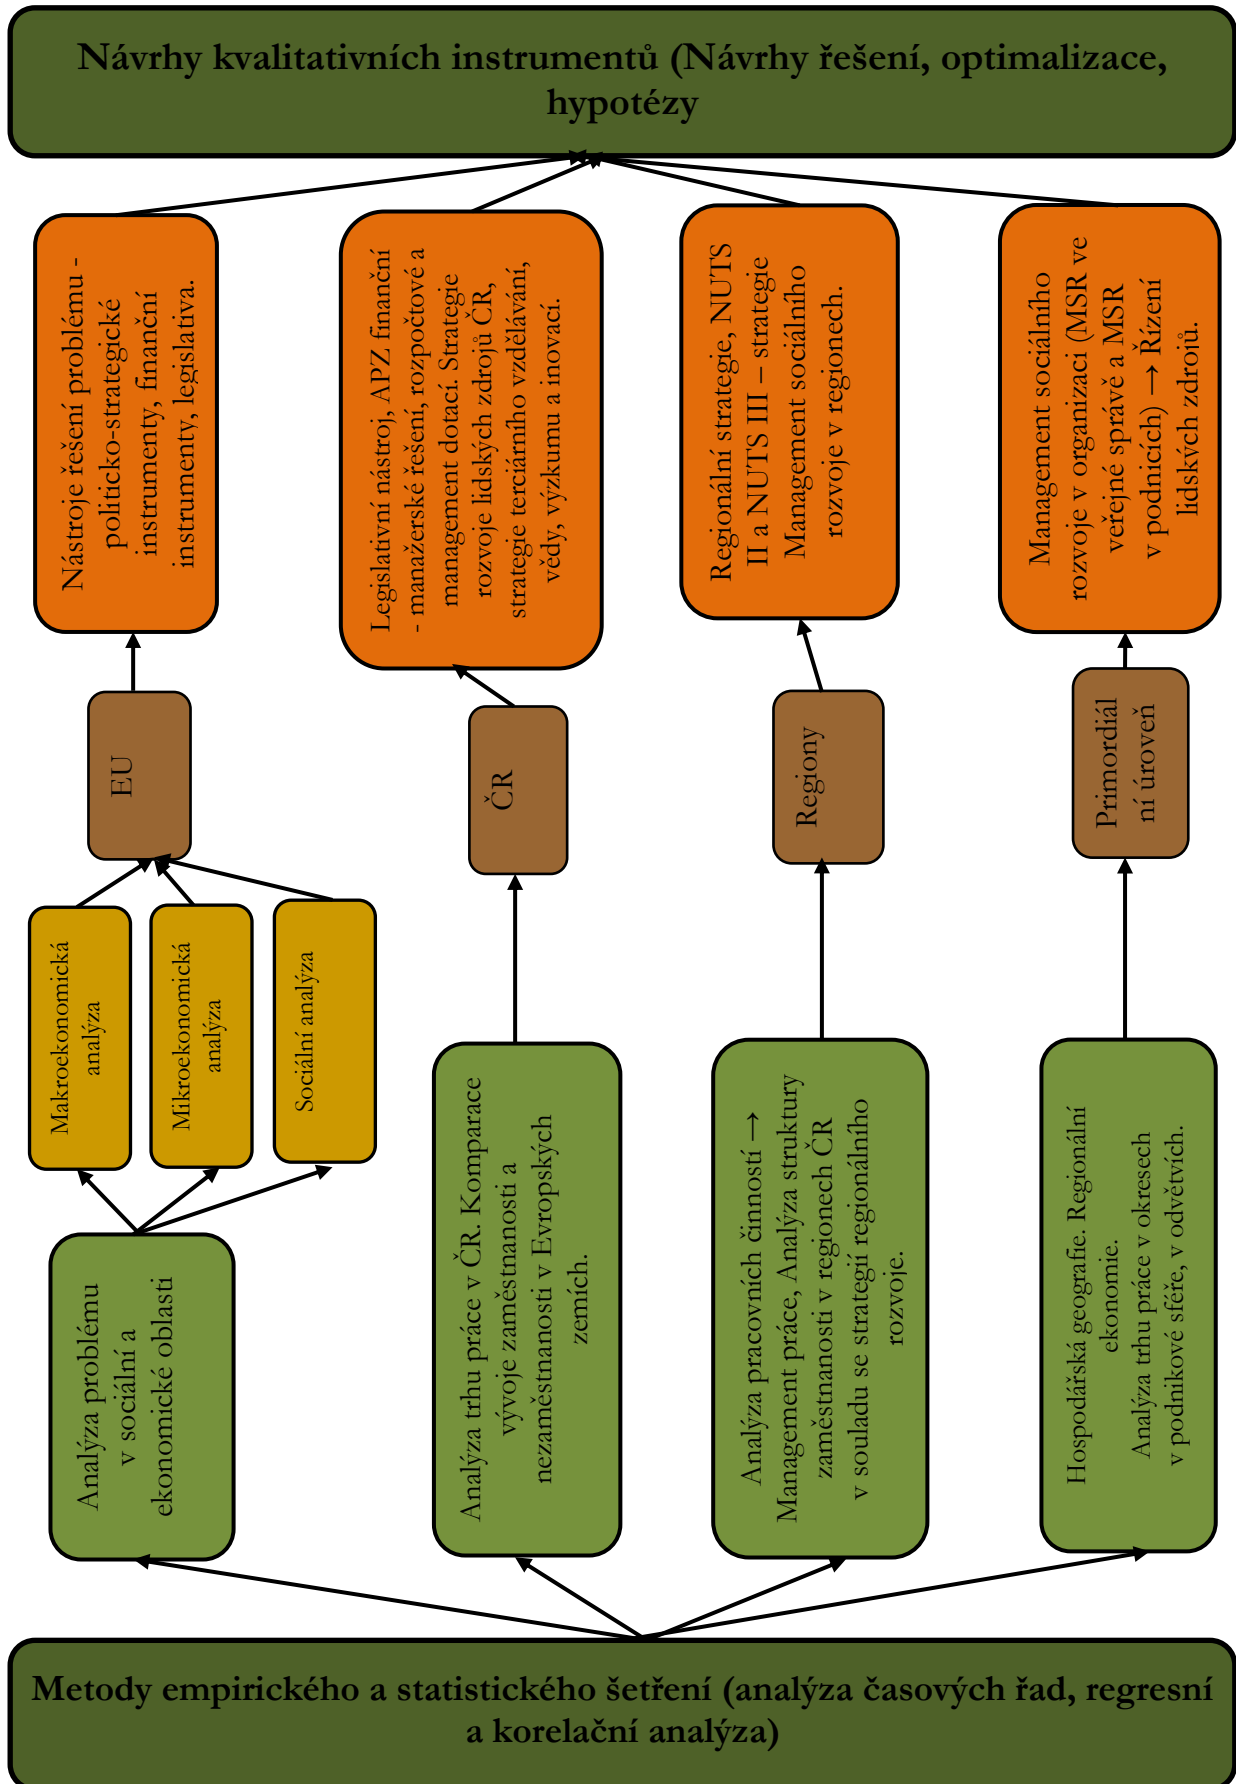 Návrhy kvalitativních instrumentů (Návrhy řešení, optimalizace,
hypotézy
Nástroje řešení problému -
politicko-strategické
instrumenty, finanční
instrumenty, legislativa.
Legislativní nástroj, APZ finanční
- manažerské řešení, rozpočtové a
management dotací. Strategie
rozvoje lidských zdrojů ČR,
strategie terciárního vzdělávání,
vědy, výzkumu a inovací.
Regionální strategie, NUTS
II a NUTS III – strategie
Management sociálního
rozvoje v regionech.
Management sociálního
rozvoje v organizaci (MSR ve
veřejné správě a MSR
v podnicích) → Řízení
lidských zdrojů.
EU
ČR
Regiony
Primordiál
ní úroveň
Makroekonomická
analýza
Mikroekonomická
analýza
Sociální analýza
Analýza problému
v sociální a
ekonomické oblasti
Analýza trhu práce v ČR. Komparace
vývoje zaměstnanosti a
nezaměstnanosti v Evropských
zemích.
Analýza pracovních činností →
Management práce, Analýza struktury
zaměstnanosti v regionech ČR
v souladu se strategií regionálního
rozvoje.
Hospodářská geografie. Regionální
ekonomie.
Analýza trhu práce v okresech
v podnikové sféře, v odvětvích.
Metody empirického a statistického šetření (analýza časových řad, regresní
a korelační analýza)